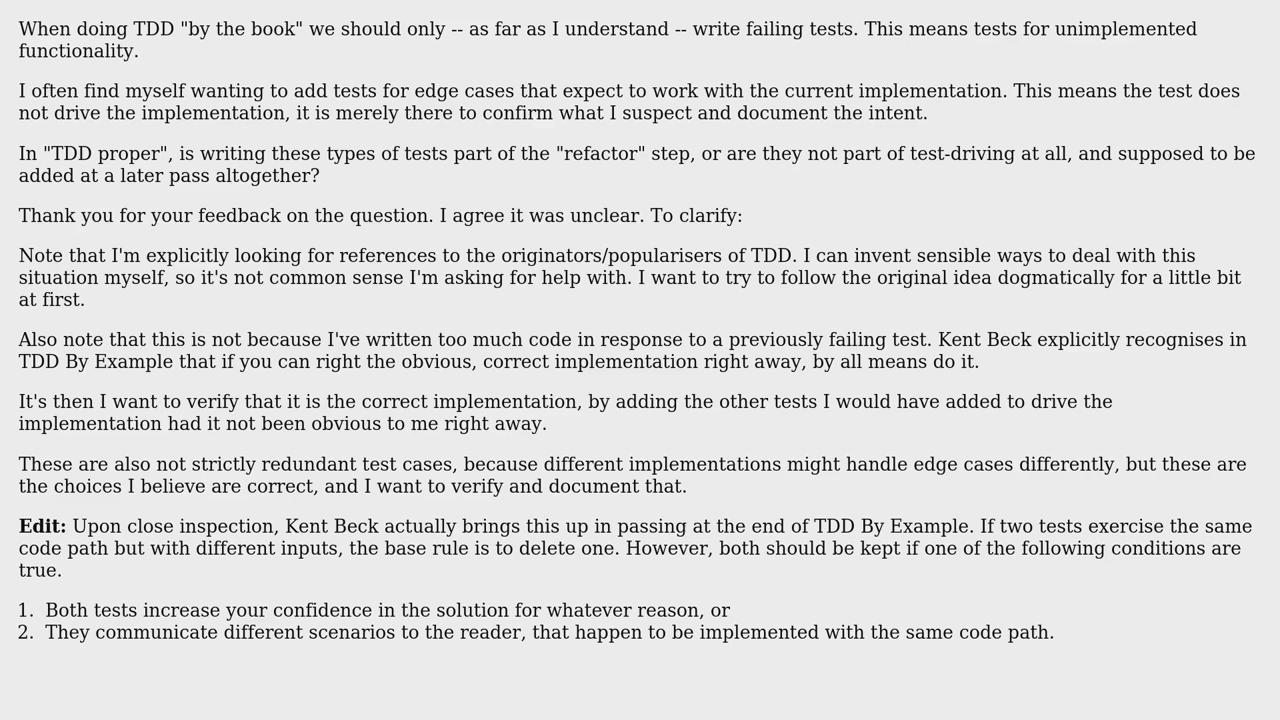 When doing TDD "by the book" we should only -- as far as I understand -- write failing tests. This means tests for unimplemented
functionality.
I often find myself wanting to add tests for edge cases that expect to work with the current implementation. This means the test does
not drive the implementation, it is merely there to confirm what I suspect and document the intent.
In "TDD proper", is writing these types of tests part of the "refactor" step, or are they not part of test-driving at all, and supposed to be
added at a later pass altogether?
Thank you for your feedback on the question. I agree it was unclear. To clarify:
Note that I'm explicitly looking for references to the originators/popularisers of TDD. I can invent sensible ways to deal with this
situation myself, so it's not common sense I'm asking for help with. I want to try to follow the original idea dogmatically for a little bit
at first.
Also note that this is not because I've written too much code in response to a previously failing test. Kent Beck explicitly recognises in
TDD By Example that if you can right the obvious, correct implementation right away, by all means do it.
It's then I want to verify that it is the correct implementation, by adding the other tests I would have added to drive the
implementation had it not been obvious to me right away.
These are also not strictly redundant test cases, because different implementations might handle edge cases differently, but these are
the choices I believe are correct, and I want to verify and document that.
Edit: Upon close inspection, Kent Beck actually brings this up in passing at the end of TDD By Example. If two tests exercise the same
code path but with different inputs, the base rule is to delete one. However, both should be kept if one of the following conditions are
true.
1. Both tests increase your confidence in the solution for whatever reason, or
2. They communicate different scenarios to the reader, that happen to be implemented with the same code path.